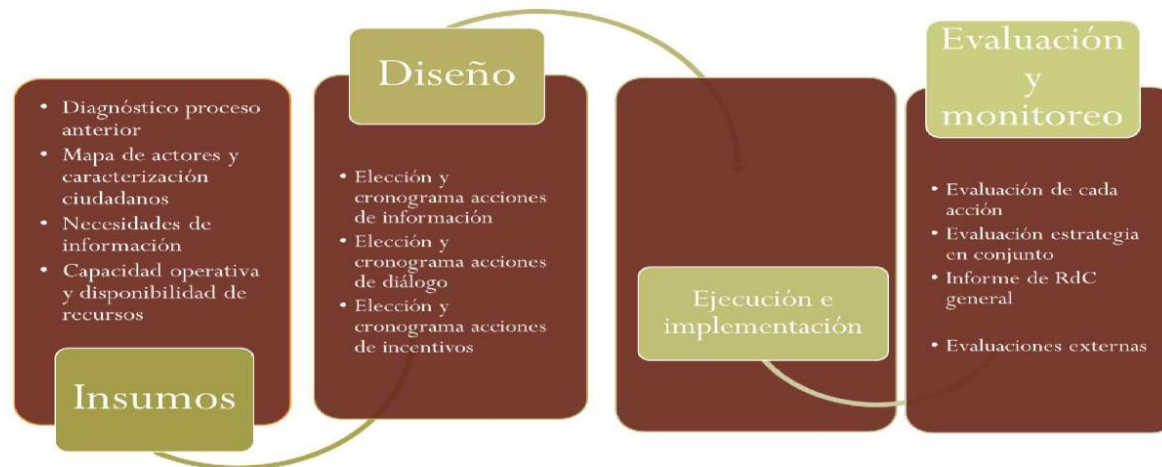 • Diagnóstico proceso
anterior
• Mapa de actores y
caracterización
ciudadanos
• Necesidades de
información
• Capacidad operativa
y disponibilidad de
recursos
Insumos
Diseño
• Elección y
cronograma acciones
de información
• Elección y
cronograma acciones
de diálogo
• Elección y
cronograma acciones
de incentivos
Ejecución e
implementación
Evaluación
y
monitoreo
• Evaluación de cada
acción
• Evaluación estrategia
en conjunto
• Informe de RdC
general
• Evaluaciones externas